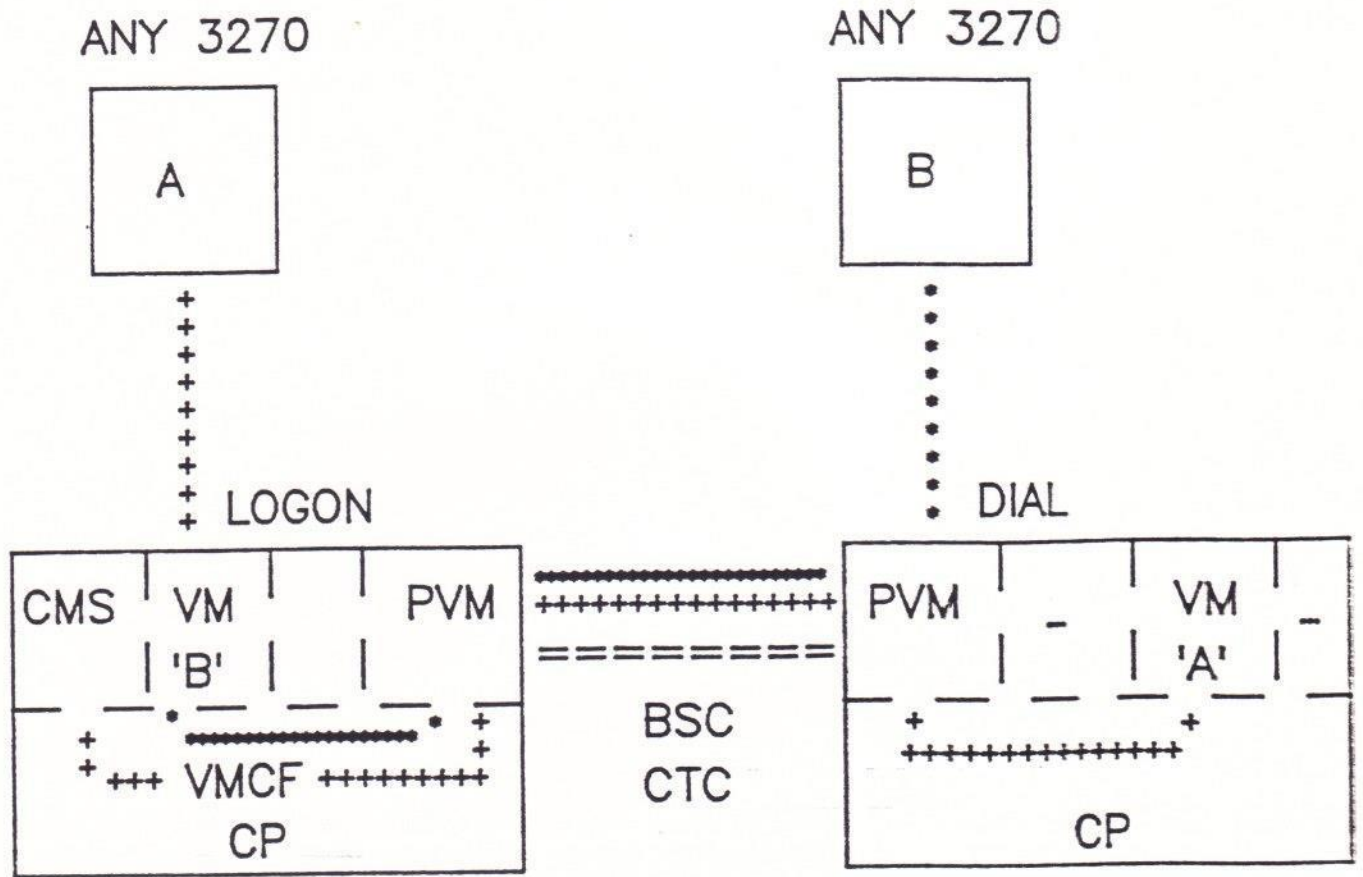 ANY 3270
ANY 3270
A
B
LOGON
DIAL
CMS
VM
'B'
PVM
PVM
VM
'A'
VMCF
CP
BSC
CTC
CP